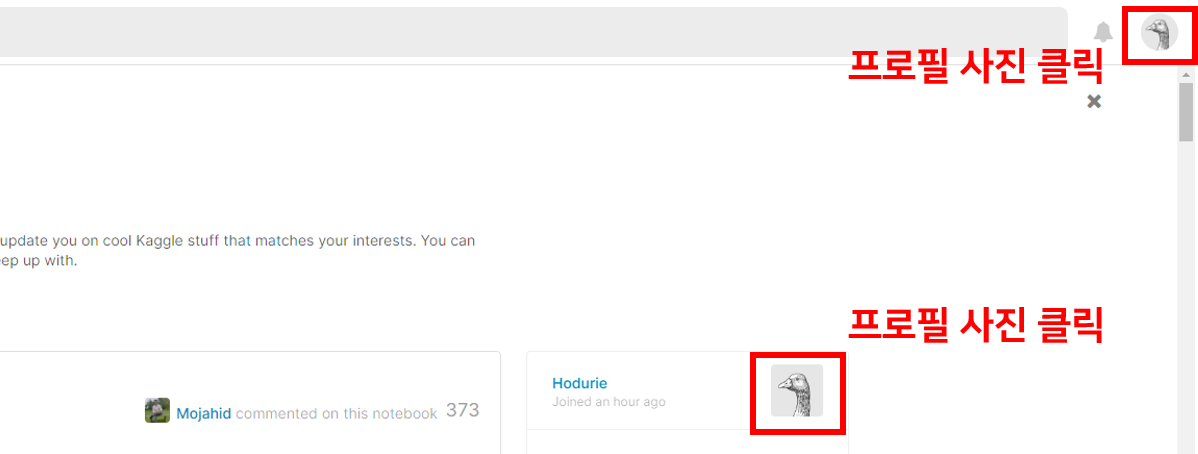 프로필 사진 클릭
update you on cool Kaggle stuff that matches your interests. You can
eep up with.
프로필 사진 클릭
Hodurie
Joined an hour ago
Mojahid commented on this notebook 373